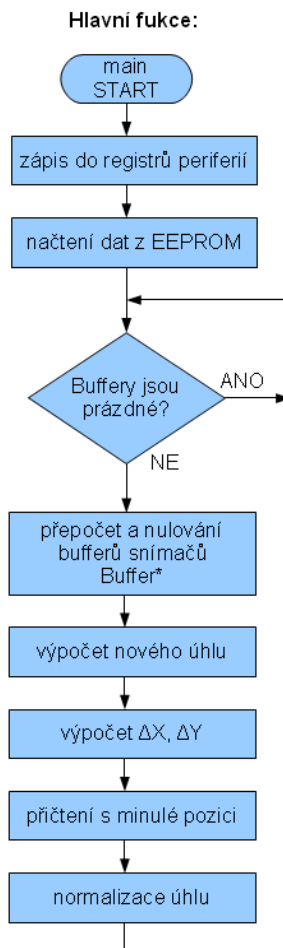 Hlavní fukce:
main
START
zápis do registrů periferií
načtení dat z EEPROM
Buffery jsou
prázdné?
ANO
NE
přepočet a nulování
bufferů snímačů
Buffer*
výpočet nového úhlu
výpočet ΔX, ΔY
přičtení s minulé pozici
normalizace úhlu